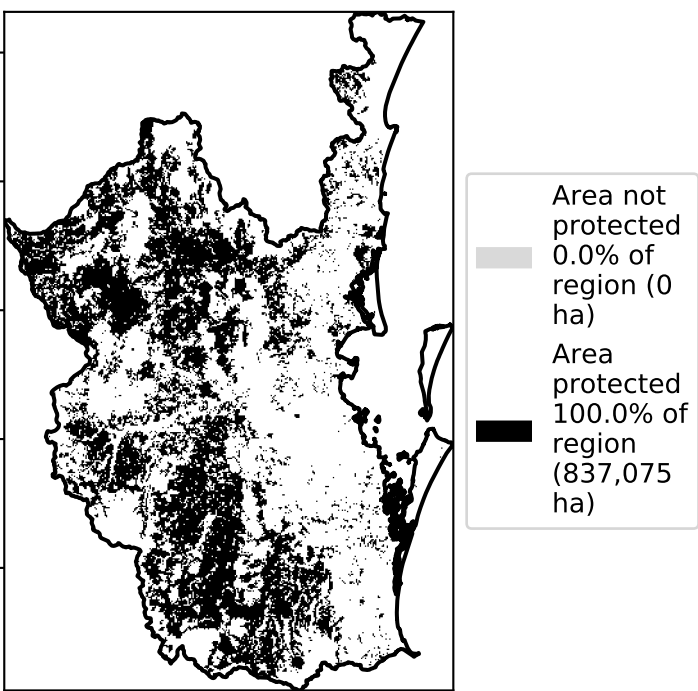 Area not
protected
0.0% of
region (0
ha)
Area
protected
100.0% of
region
(837,075
ha)